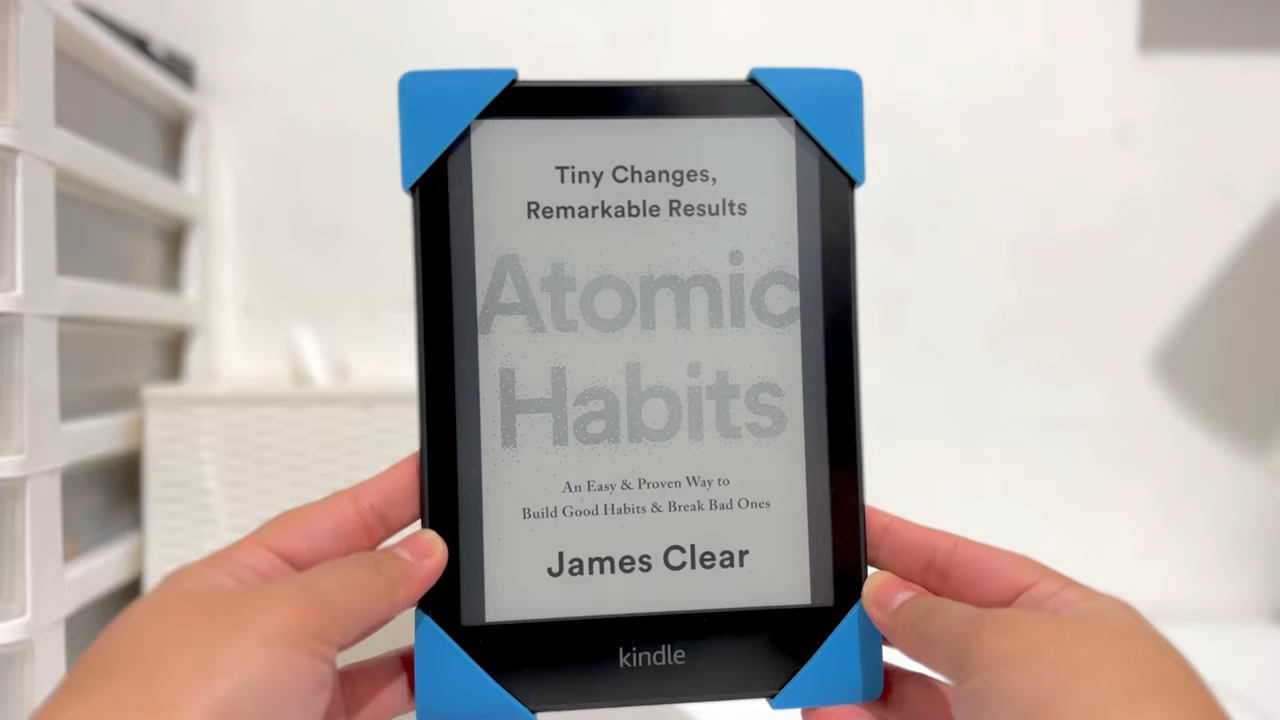 Tiny Changes,
Remarkable Results
Atomic
Habits
An Easy & Proven Way to
Build Good Habits & Break Bad Ones
James Clear
kindle